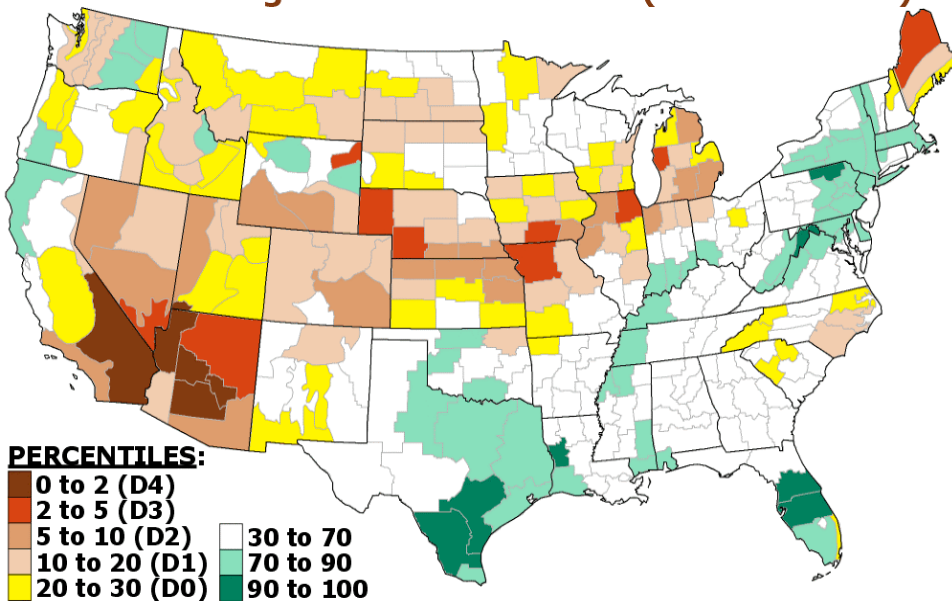 PERCENTILES:
0 to 2 (D4)
2 to 5 (D3)
5 to 10 (D2)
10 to 20 (D1)
20 to 30 (D0)
30 to 70
70 to 90
90 to 100